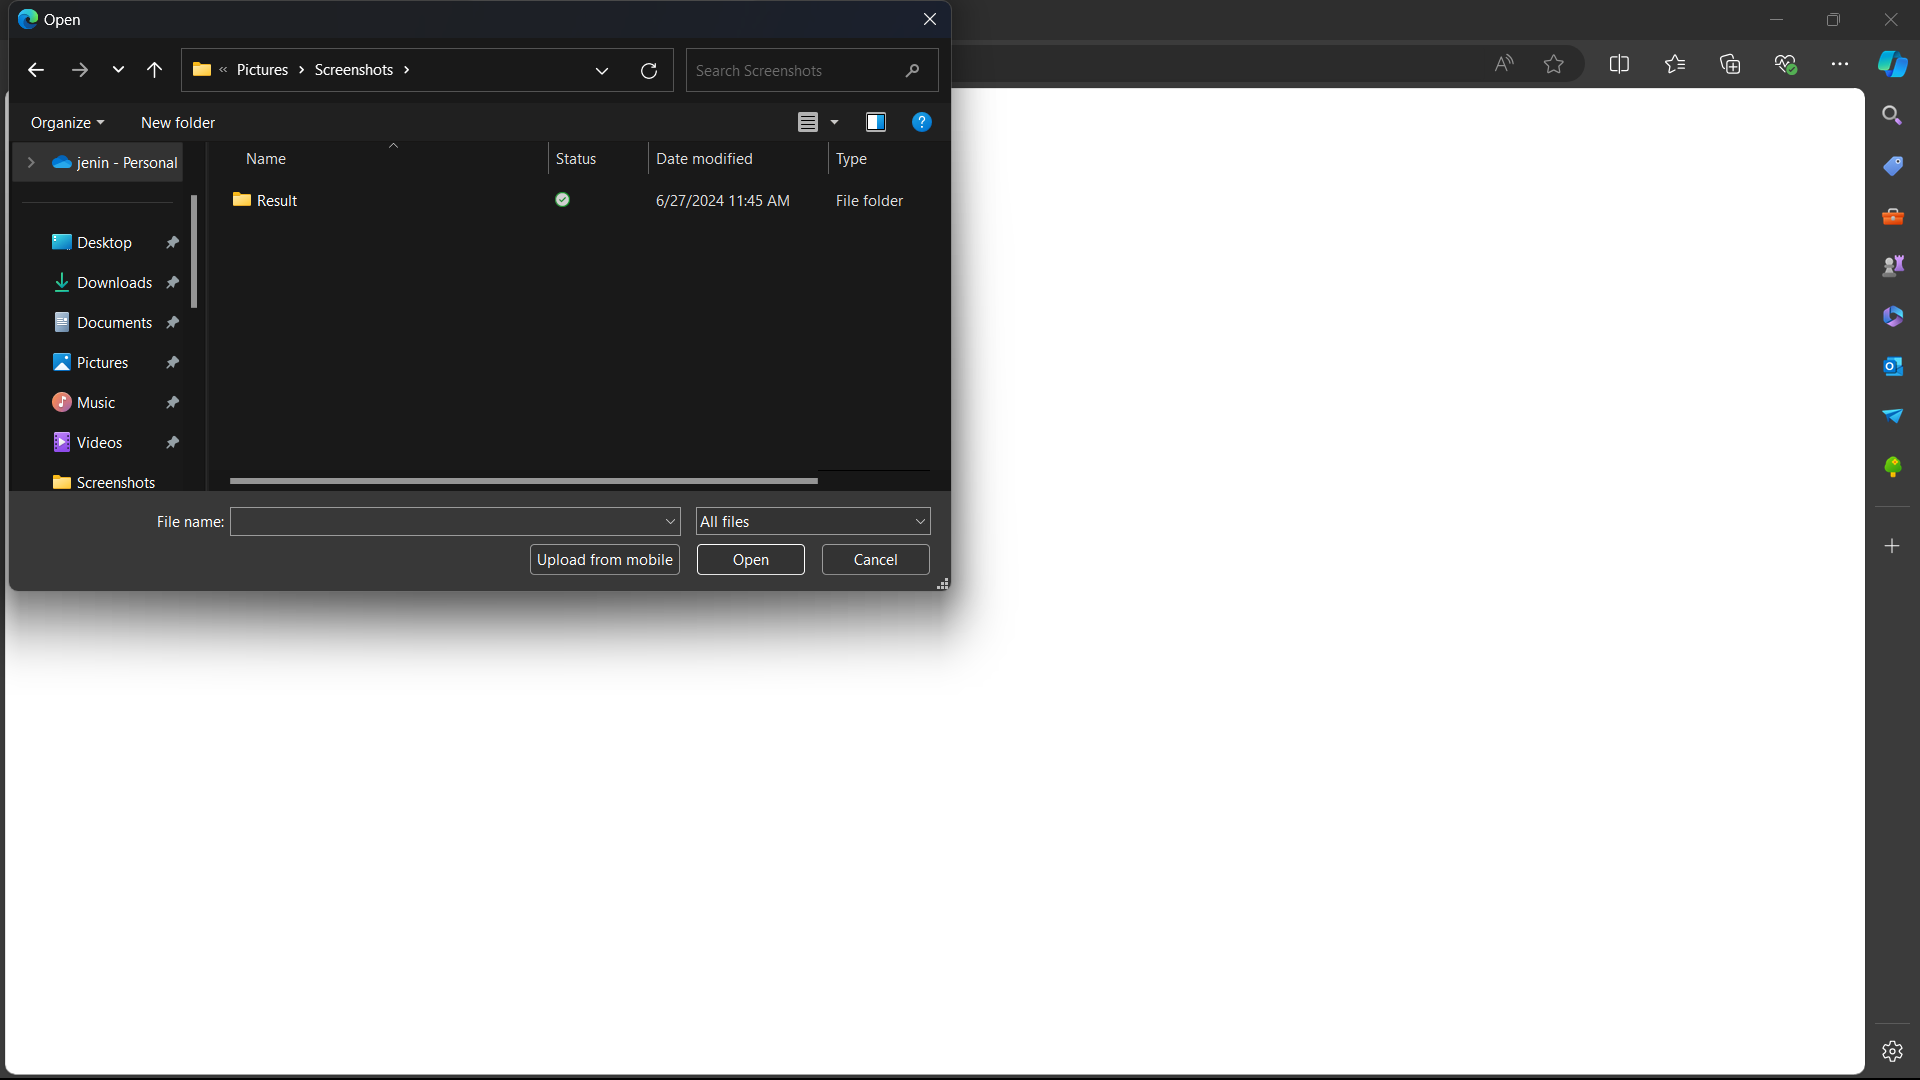 Open
« Pictures > Screenshots >
Search Screenshots
Organize
New folder
?
jenin - Personal
Name
Status
Date modified
Type
Result
6/27/2024 11:45 AM
File folder
Desktop
Downloads
Documents
Pictures
Music
Videos
Screenshots
File name:
All files
Upload from mobile
Open
Cancel